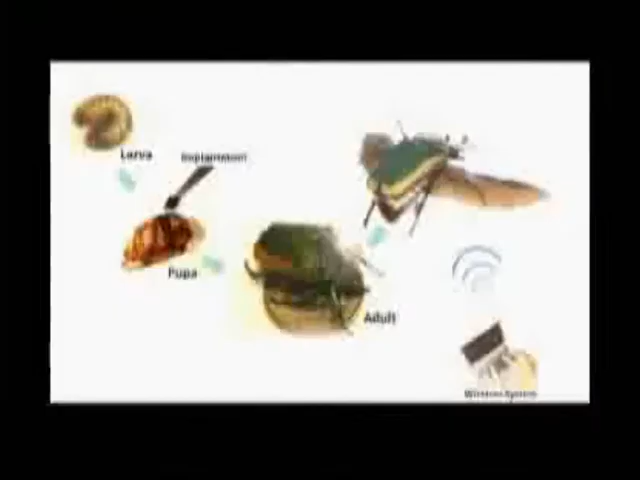 Larva
Implantation
Pupa
Adult
Wireless System